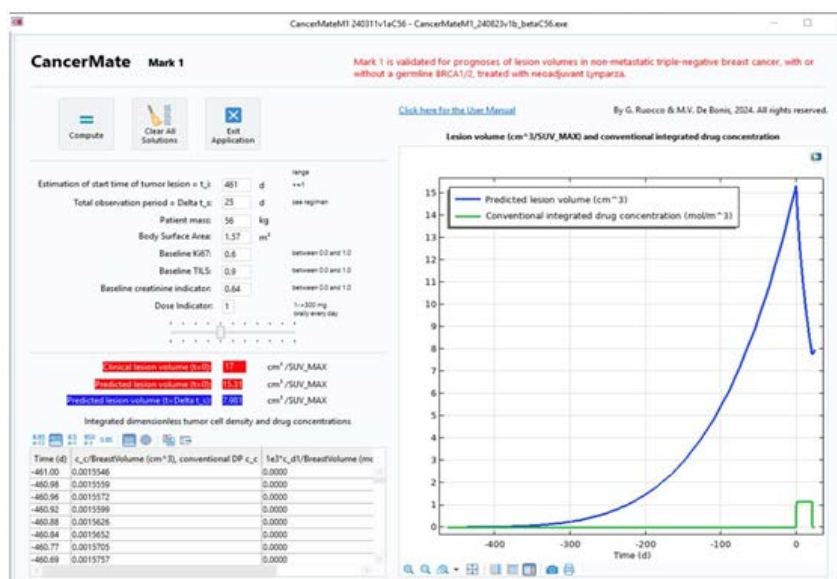 CancerMateM1 240311v1aC56 - CancerMateM1_240823v1b_betaC56.exe
CancerMate Mark 1
Mark 1 is validated for prognoses of lesion volumes in non-metastatic triple-negative breast cancer, with or
without a germline BRCA1/2, treated with neoadjuvant Lynparza.
Compute
Clear All
Solutions
Exit
Application
Click here for the User Manual
By G. Ruocco & M.V. De Bonis, 2024. All rights reserved.
range
Estimation of start time of tumor lesion = t_i: 461 d >=1
Total observation period = Delta t_s: 25 d see regimen
Patient mass: 56 kg
Body Surface Area: 1.57 m²
Baseline Ki67: 0.6 between 0.0 and 1.0
Baseline TILS: 0.9 between 0.0 and 1.0
Baseline creatinine indicator: 0.64 between 0.0 and 1.0
Dose Indicator: 1 1-->300 mg
orally every day
Clinical lesion volume (t=0): 17 cm³/SUV_MAX
Predicted lesion volume (t=0): 15.31 cm³/SUV_MAX
Predicted lesion volume (t=Delta t_s): 7.981 cm³/SUV_MAX
Integrated dimensionless tumor cell density and drug concentrations
Time (d) c_c/BreastVolume (cm^3), conventional DP c_c 1e3*c_d1/BreastVolume (mo
-461.00 0.0015546 0.0000
-460.98 0.0015559 0.0000
-460.96 0.0015572 0.0000
-460.92 0.0015599 0.0000
-460.88 0.0015626 0.0000
-460.84 0.0015652 0.0000
-460.77 0.0015705 0.0000
-460.69 0.0015757 0.0000
Lesion volume (cm^3/SUV_MAX) and conventional integrated drug concentration
Predicted lesion volume (cm^3)
Conventional integrated drug concentration (mol/m^3)
15
14
13
12
11
10
9
8
7
6
5
4
3
2
1
0
-400 -300 -200 -100 0
Time (d)